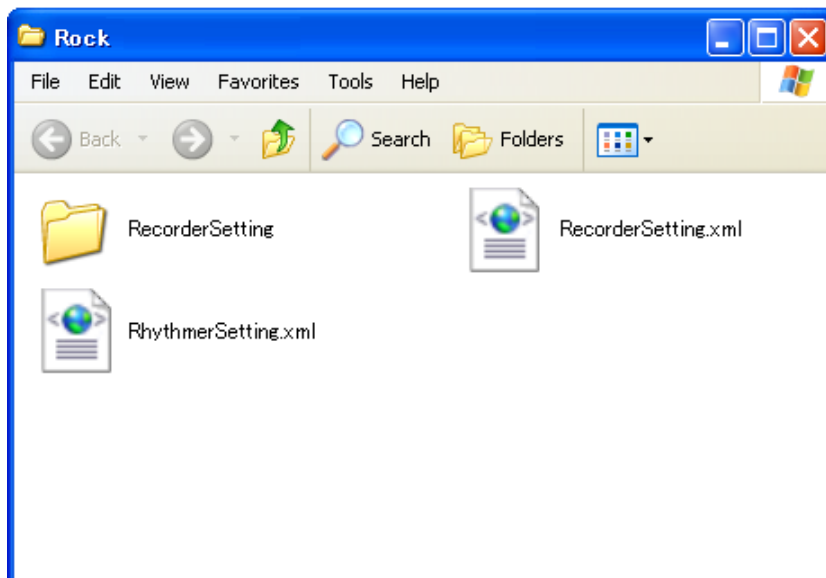 Rock
File Edit View Favorites Tools Help
Back Search Folders
RecorderSetting RecorderSetting.xml
RhythmerSetting.xml